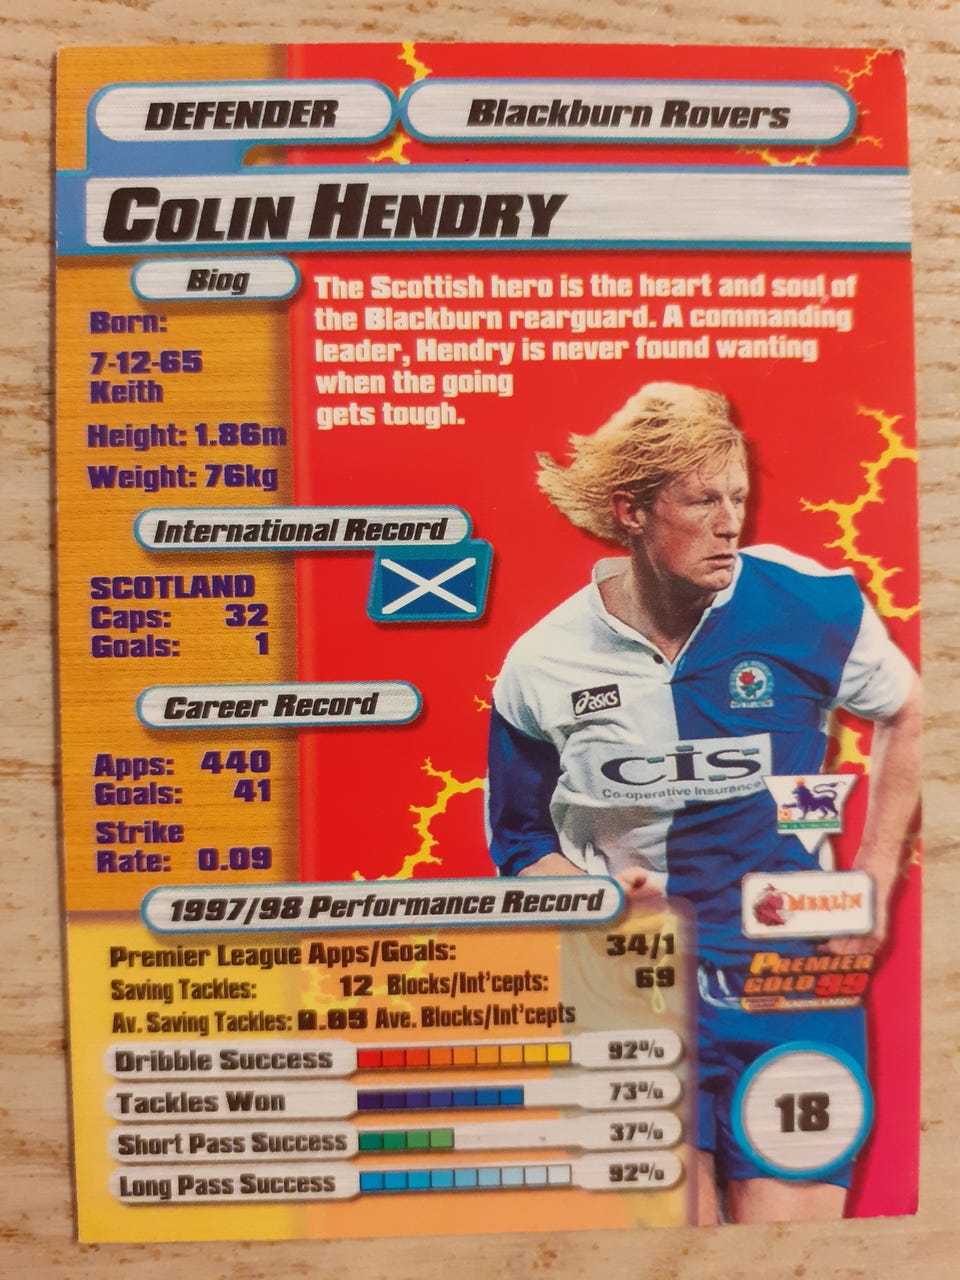 DEFENDER
Blackburn Rovers
COLIN HENDRY
Biog
Born:
7-12-65
Keith
Height: 1.86m
Weight: 76kg
The Scottish hero is the heart and soul of
the Blackburn rearguard. A commanding
leader, Hendry is never found wanting
when the going
gets tough.
International Record
SCOTLAND
Caps: 32
Goals: 1
Career Record
Apps: 440
Goals: 41
Strike
Rate: 0.09
asics
CIS
Co-operative Insurance
MERLIN
PREMIER
GOLD 99
1997/98 Performance Record
Premier League Apps/Goals: 34/1
Saving Tackles: 12 Blocks/Int'cepts: 69
Av. Saving Tackles: Ave. Blocks/Int'cepts
Dribble Success 92%
Tackles Won 73%
Short Pass Success 37%
Long Pass Success 92%
18